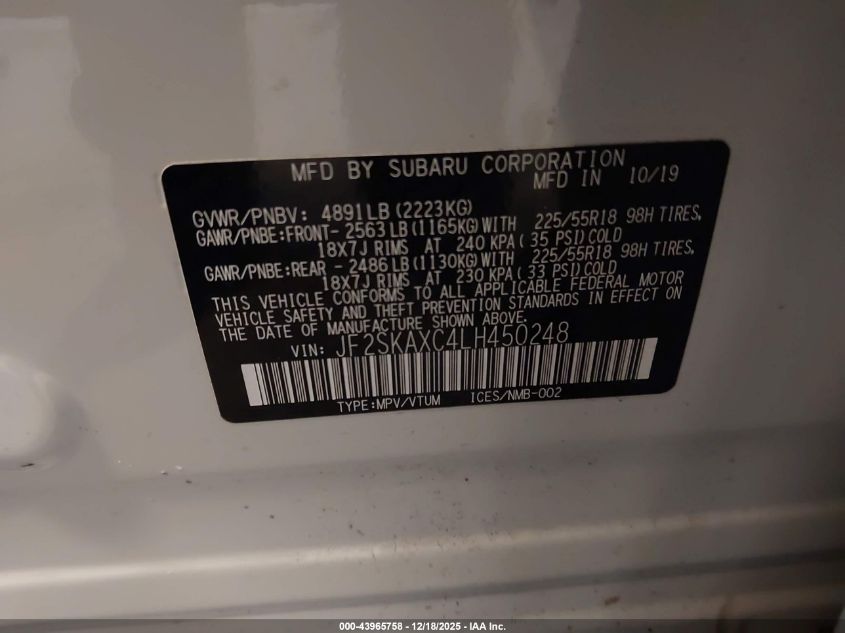 MFD BY SUBARU CORPORATION
MFD IN 10/19
GVWR/PNBV: 4891LB(2223KG)
GAWR/PNBE:FRONT- 2563LB(1165KG)WITH 225/55R18 98H TIRES,
18X7J RIMS AT 240 KPA(35 PSI)COLD
GAWR/PNBE:REAR - 2486LB(1130KG)WITH 225/55R18 98H TIRES,
18X7J RIMS AT 230 KPA(33 PSI)COLD
THIS VEHICLE CONFORMS TO ALL APPLICABLE FEDERAL MOTOR
VEHICLE SAFETY AND THEFT PREVENTION STANDARDS IN EFFECT ON
THE DATE OF MANUFACTURE SHOWN ABOVE.
VIN: JF2SKAXC4LH450248
TYPE:MPV/VTUM ICES/NMB-002
000-43965758 - 12/18/2025 - IAA Inc.